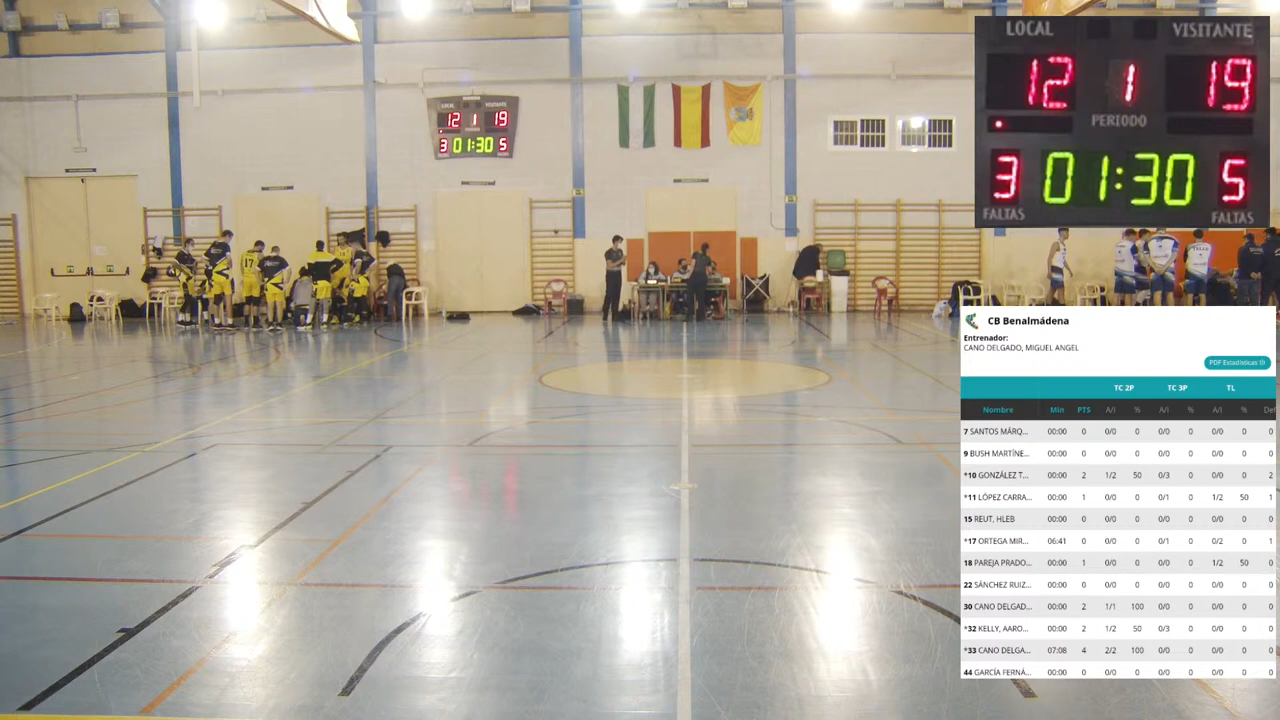 LOCAL VISITANTE
12 1 19
PERIODO
3 01:30 5
FALTAS FALTAS
LOCAL VISITANTE
12 1 19
3 01:30 5
17
CB Benalmádena
Entrenador:
CANO DELGADO, MIGUEL ANGEL
PDF Estadísticas
TC 2P TC 3P TL
Nombre Min PTS A/I % A/I % A/I % Def
7 SANTOS MÁRQ... 00:00 0 0/0 0 0/0 0 0/0 0 0
9 BUSH MARTÍNE... 00:00 0 0/0 0 0/0 0 0/0 0 0
*10 GONZÁLEZ T... 00:00 2 1/2 50 0/3 0 0/0 0 2
*11 LÓPEZ CARRA... 00:00 1 0/0 0 0/1 0 1/2 50 1
15 REUT, HLEB 00:00 0 0/0 0 0/0 0 0/0 0 0
*17 ORTEGA MIR... 06:41 0 0/0 0 0/1 0 0/2 0 1
18 PAREJA PRADO... 00:00 1 0/0 0 0/0 0 1/2 50 0
22 SÁNCHEZ RUIZ... 00:00 0 0/0 0 0/0 0 0/0 0 0
30 CANO DELGAD... 00:00 2 1/1 100 0/0 0 0/0 0 0
*32 KELLY, AARO... 00:00 2 1/2 50 0/3 0 0/0 0 0
*33 CANO DELGA... 07:08 4 2/2 100 0/0 0 0/0 0 0
44 GARCÍA FERNÁ... 00:00 0 0/0 0 0/0 0 0/0 0 0